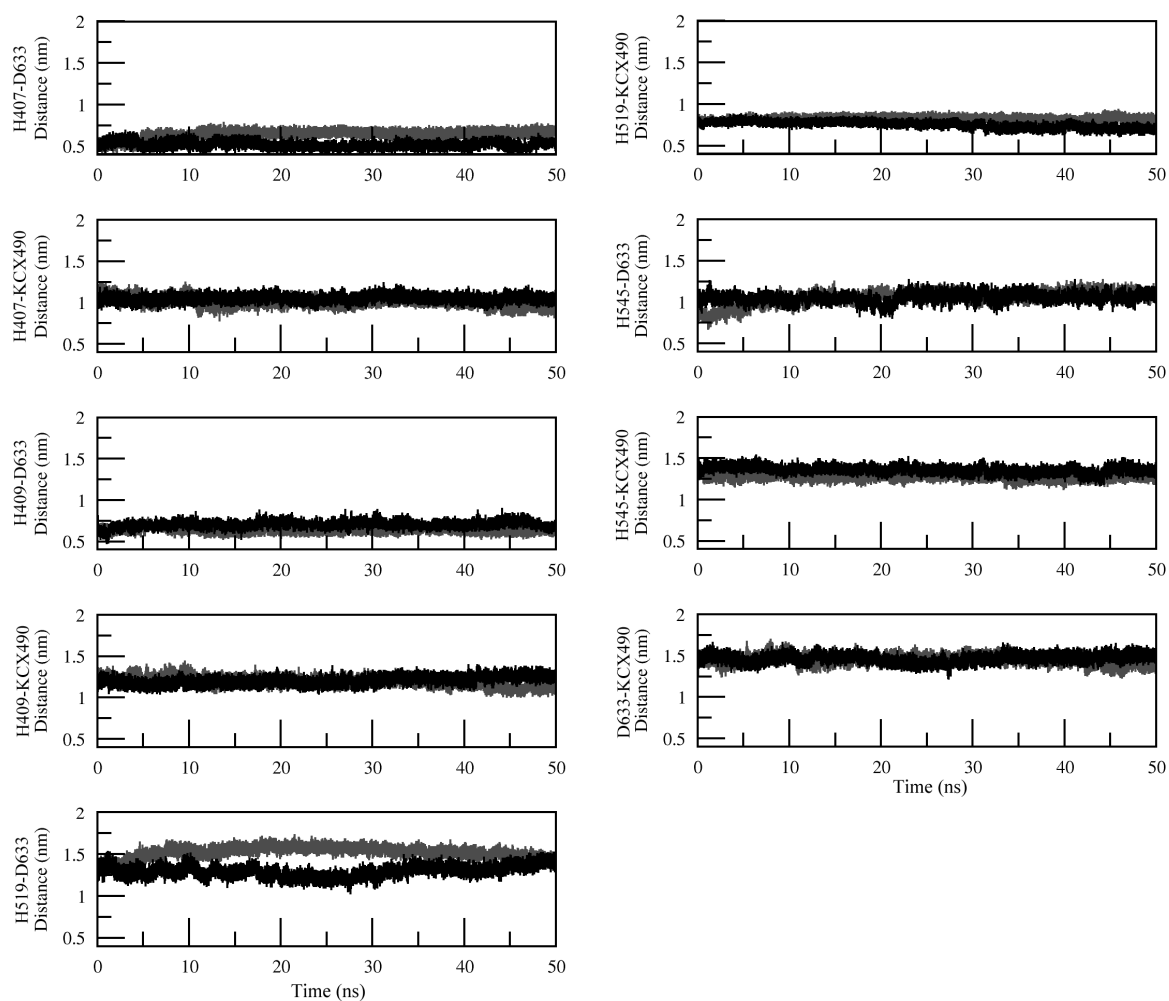 H407-D633
Distance (nm)
2
1.5
1
0.5
0 10 20 30 40 50
H407-KCX490
Distance (nm)
2
1.5
1
0.5
0 10 20 30 40 50
H409-D633
Distance (nm)
2
1.5
1
0.5
0 10 20 30 40 50
H409-KCX490
Distance (nm)
2
1.5
1
0.5
0 10 20 30 40 50
H519-D633
Distance (nm)
2
1.5
1
0.5
0 10 20 30 40 50
Time (ns)
H519-KCX490
Distance (nm)
2
1.5
1
0.5
0 10 20 30 40 50
H545-D633
Distance (nm)
2
1.5
1
0.5
0 10 20 30 40 50
H545-KCX490
Distance (nm)
2
1.5
1
0.5
0 10 20 30 40 50
D633-KCX490
Distance (nm)
2
1.5
1
0.5
0 10 20 30 40 50
Time (ns)